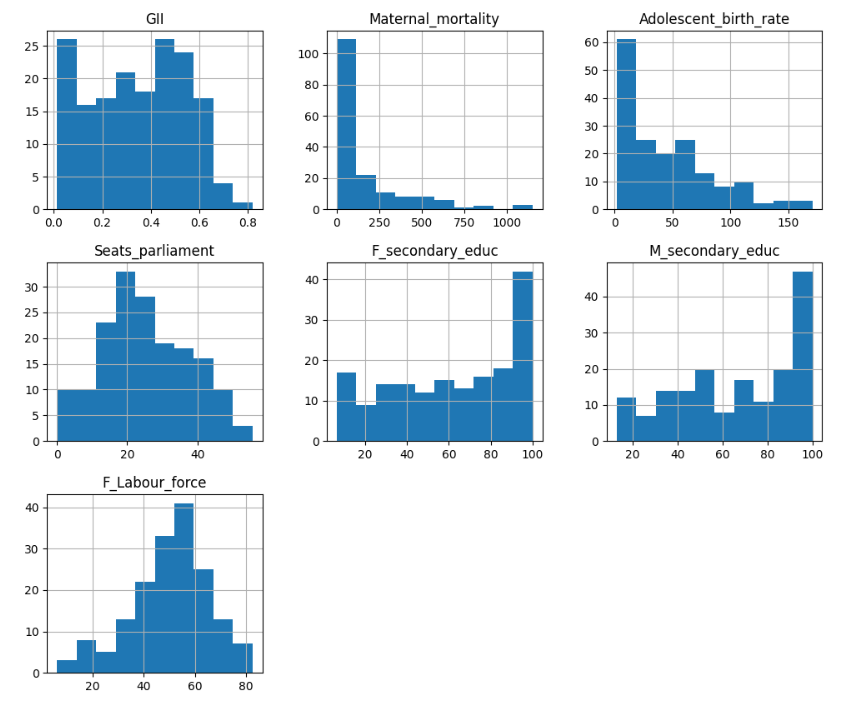 GII
25
20
15
10
5
0
0.0 0.2 0.4 0.6 0.8
Maternal_mortality
100
80
60
40
20
0
0 250 500 750 1000
Adolescent_birth_rate
60
50
40
30
20
10
0
0 50 100 150
Seats_parliament
30
25
20
15
10
5
0
0 20 40
F_secondary_educ
40
30
20
10
0
20 40 60 80 100
M_secondary_educ
40
30
20
10
0
20 40 60 80 100
F_Labour_force
40
30
20
10
0
20 40 60 80